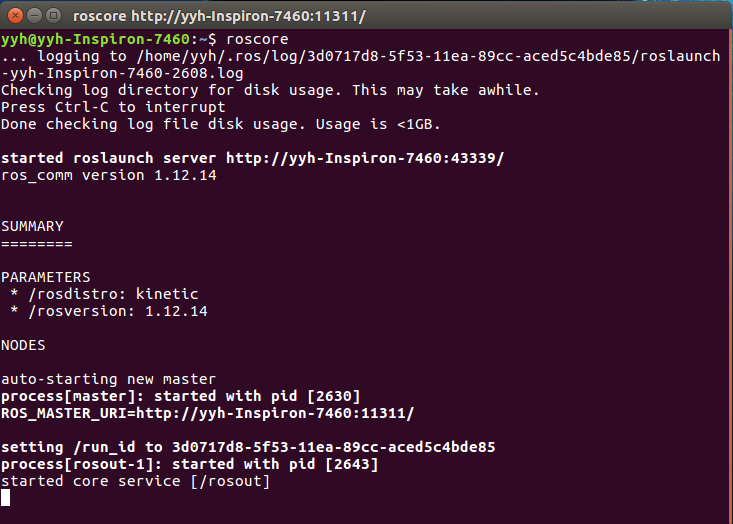 roscore http://yyh-Inspiron-7460:11311/
yyh@yyh-Inspiron-7460:~$ roscore
... logging to /home/yyh/.ros/log/3d0717d8-5f53-11ea-89cc-aced5c4bde85/roslaunch
-yyh-Inspiron-7460-2608.log
Checking log directory for disk usage. This may take awhile.
Press Ctrl-C to interrupt
Done checking log file disk usage. Usage is <1GB.

started roslaunch server http://yyh-Inspiron-7460:43339/
ros_comm version 1.12.14


SUMMARY
========

PARAMETERS
 * /rosdistro: kinetic
 * /rosversion: 1.12.14

NODES

auto-starting new master
process[master]: started with pid [2630]
ROS_MASTER_URI=http://yyh-Inspiron-7460:11311/

setting /run_id to 3d0717d8-5f53-11ea-89cc-aced5c4bde85
process[rosout-1]: started with pid [2643]
started core service [/rosout]